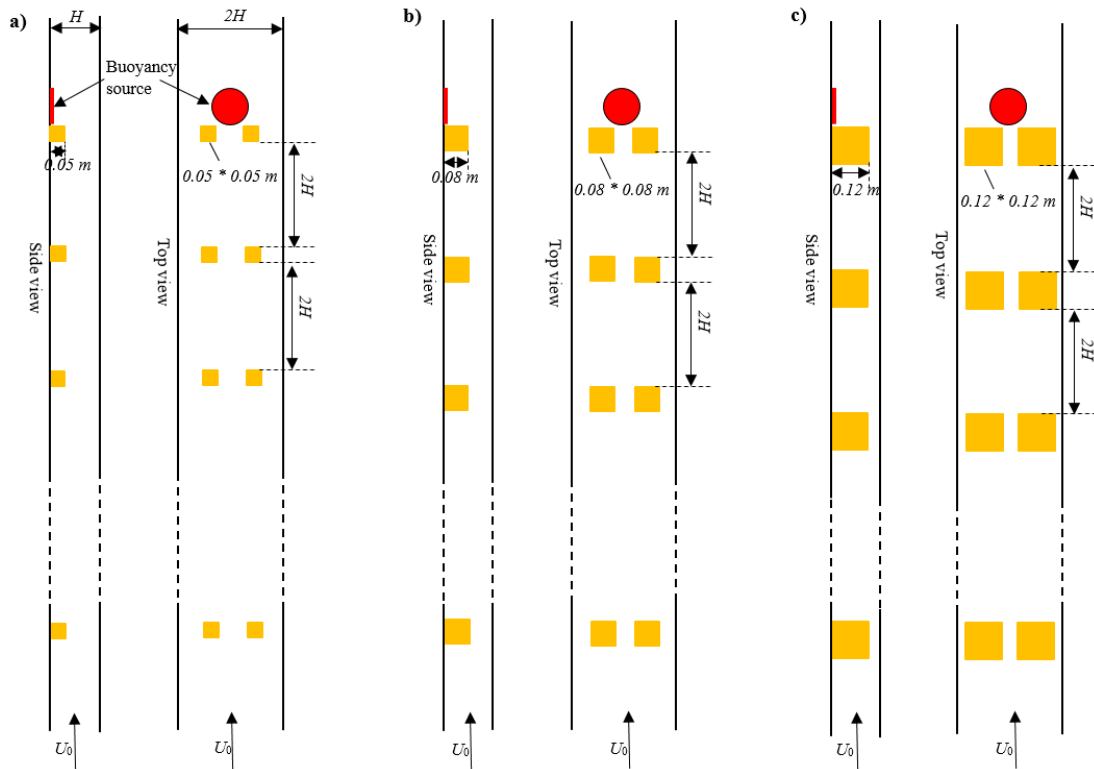 a)
H
2H
Buoyancy
source
0.05 m
0.05 * 0.05 m
2H
2H
Side view
Top view
U0
U0
b)
0.08 m
0.08 * 0.08 m
2H
2H
Side view
Top view
U0
U0
c)
0.12 m
0.12 * 0.12 m
2H
2H
Side view
Top view
U0
U0